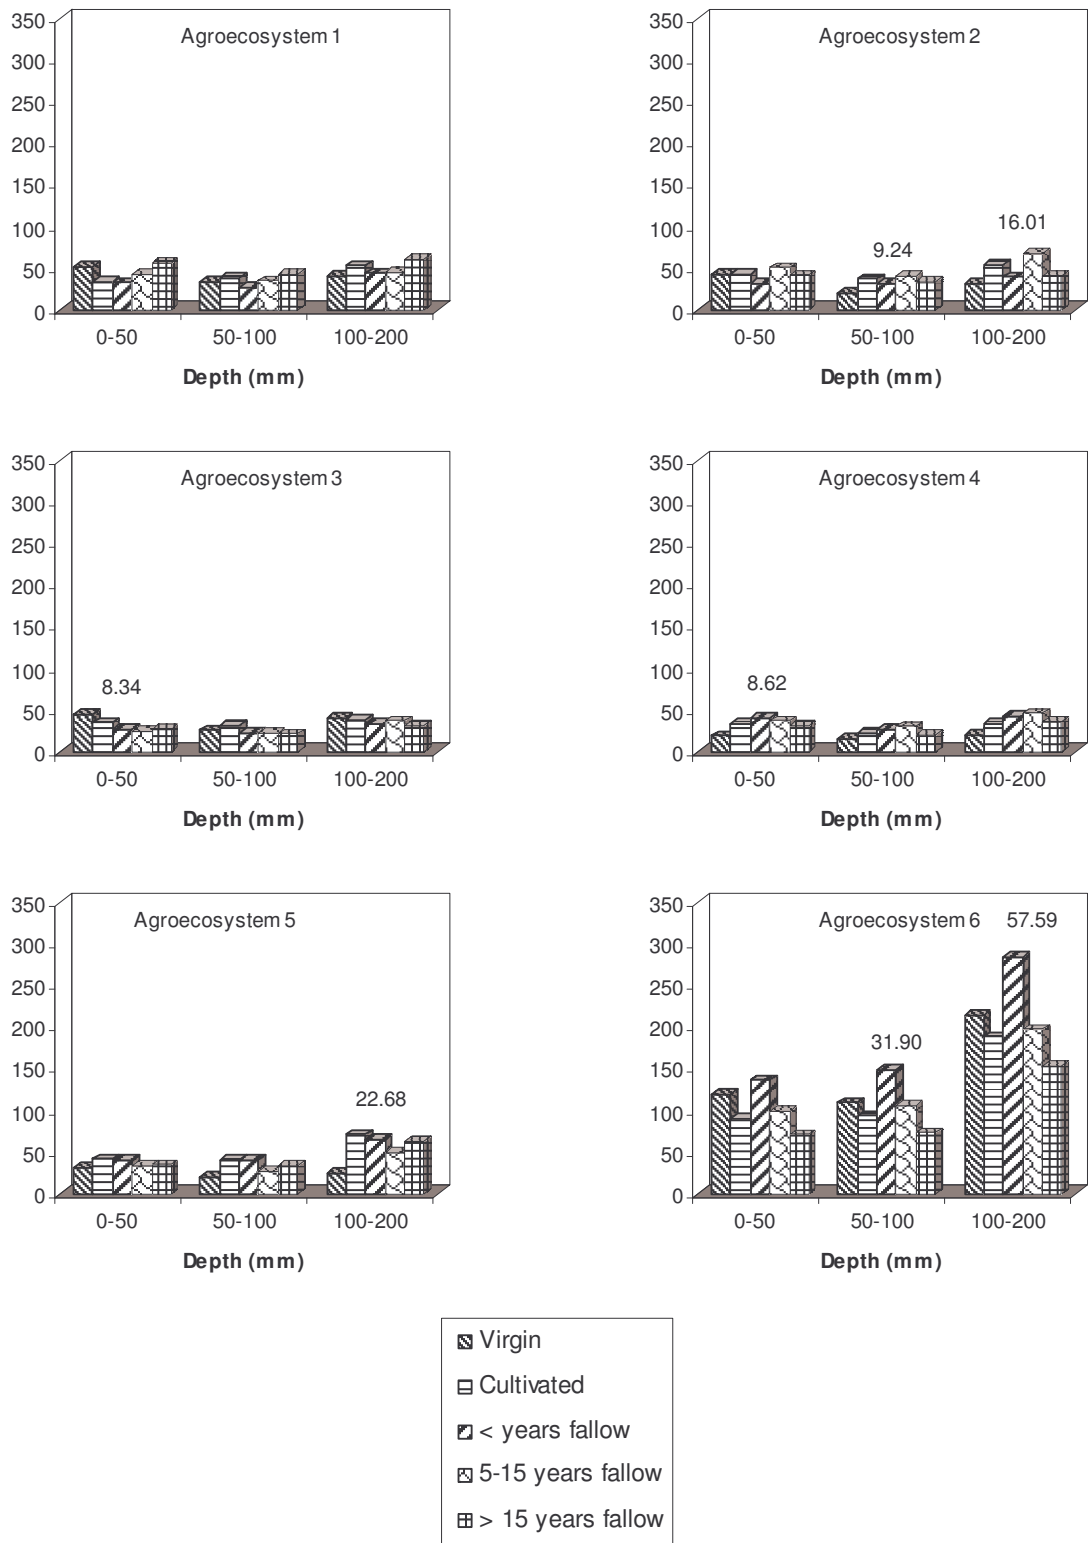 Agroecosystem 1
350
300
250
200
150
100
50
0
0-50 50-100 100-200
Depth (mm)
Agroecosystem 2
350
300
250
200
150
100
50
0
16.01
9.24
0-50 50-100 100-200
Depth (mm)
Agroecosystem 3
350
300
250
200
150
100
50
0
8.34
0-50 50-100 100-200
Depth (mm)
Agroecosystem 4
350
300
250
200
150
100
50
0
8.62
0-50 50-100 100-200
Depth (mm)
Agroecosystem 5
350
300
250
200
150
100
50
0
22.68
0-50 50-100 100-200
Depth (mm)
Agroecosystem 6 57.59
350
300
250
200
150
100
50
0
31.90
0-50 50-100 100-200
Depth (mm)
Virgin
Cultivated
< years fallow
5-15 years fallow
> 15 years fallow